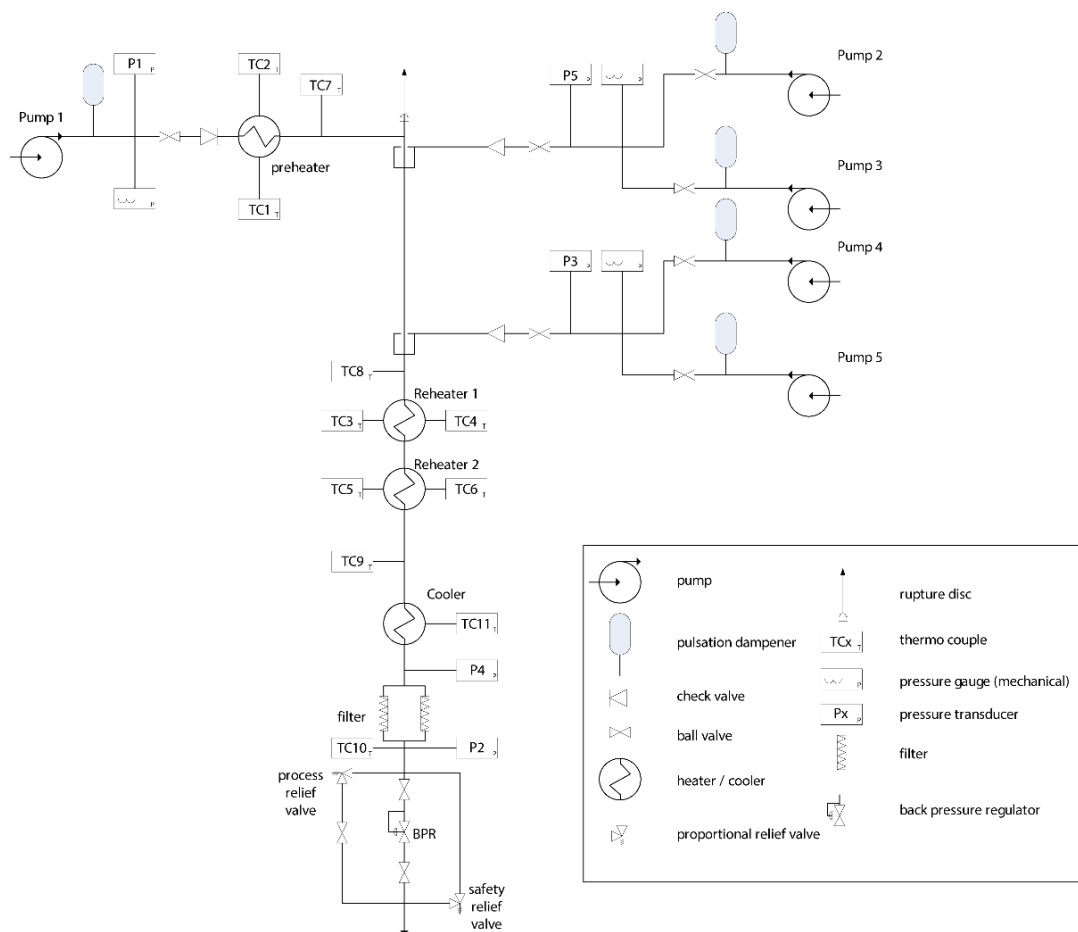 Pump 2
P5 P
P
P1 P
TC2 T
TC7 T
Pump 1
preheater
P
TC1 T
Pump 3
Pump 4
P3 P
P
Pump 5
TC8 T
Reheater 1
TC3 T
TC4 T
Reheater 2
TC5 T
TC6 T
TC9 T
Cooler
TC11 T
P4 P
filter
TC10 T
P2 P
process
relief
valve
BPR
safety
relief
valve
pump
rupture disc
pulsation dampener
TCx T
thermo couple
P
pressure gauge (mechanical)
check valve
Px P
pressure transducer
ball valve
filter
heater / cooler
back pressure regulator
proportional relief valve